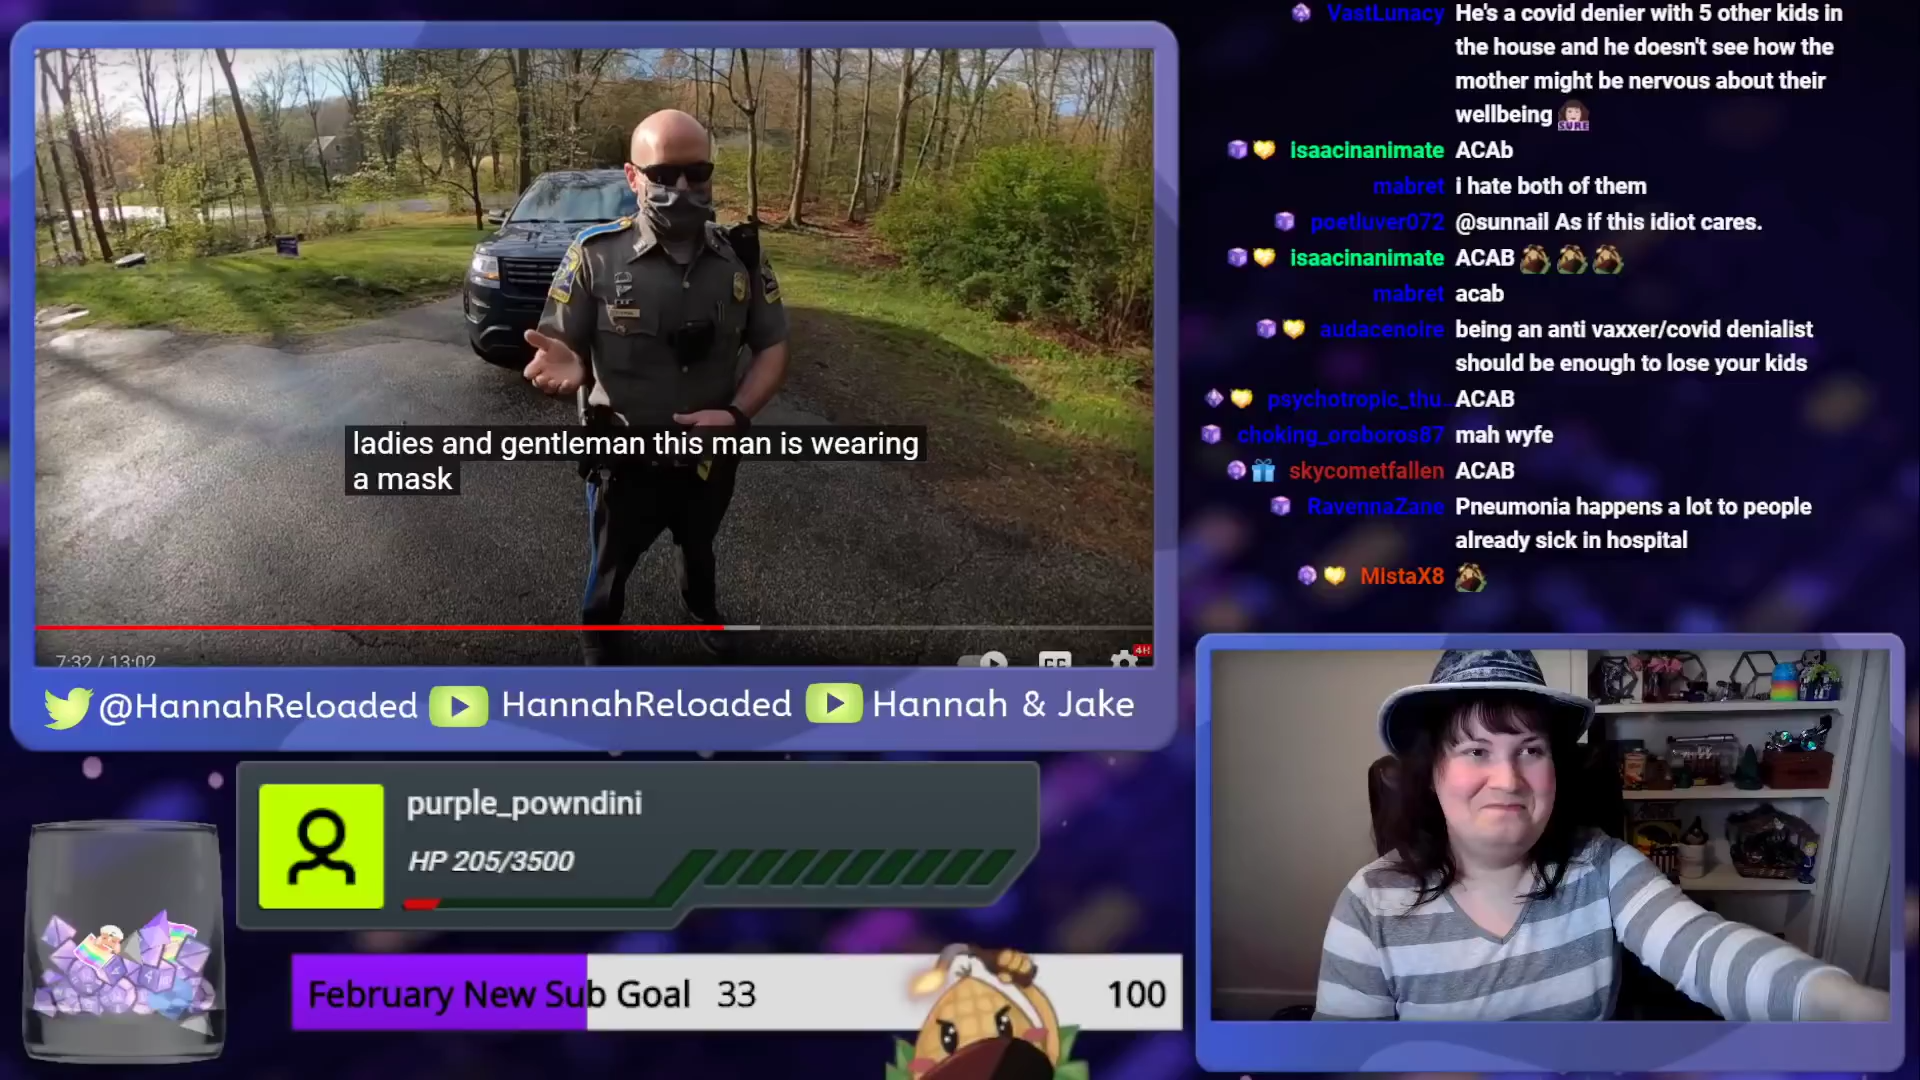 VastLunacy He's a covid denier with 5 other kids in
the house and he doesn't see how the
mother might be nervous about their
wellbeing
SURE
isaacinanimate ACAb
mabret i hate both of them
poetluver072 @sunnail As if this idiot cares.
isaacinanimate ACAB
mabret acab
audacenoire being an anti vaxxer/covid denialist
should be enough to lose your kids
psychotropic_thu… ACAB
choking_oroboros87 mah wyfe
skycometfallen ACAB
RavennaZane Pneumonia happens a lot to people
already sick in hospital
MistaX8
ladies and gentleman this man is wearing
a mask
7:32 / 13:02
@HannahReloaded HannahReloaded Hannah & Jake
purple_powndini
HP 205/3500
February New Sub Goal 33 100